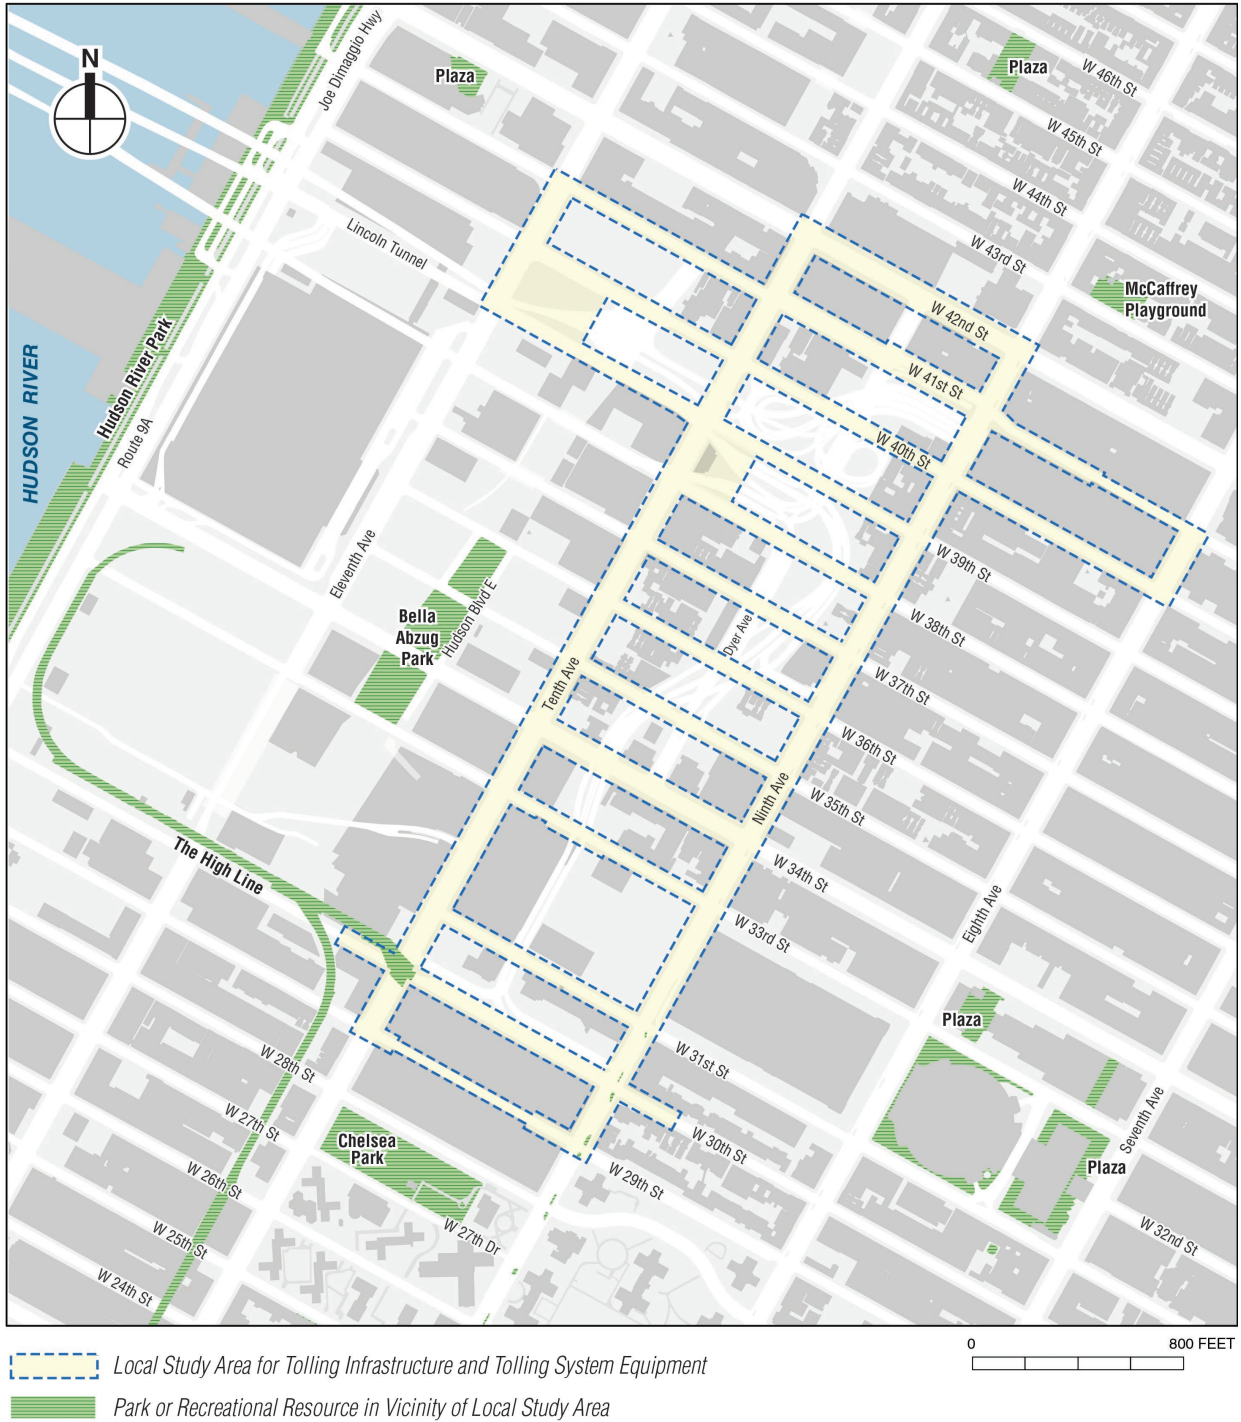 N
Joe Dimaggio Hwy
Plaza
Plaza
W 46th St
W 45th St
W 44th St
W 43rd St
Lincoln Tunnel
McCaffrey
Playground
W 42nd St
W 41st St
W 40th St
HUDSON RIVER
Hudson River Park
Route 9A
Eleventh Ave
Bella
Abzug
Park
Hudson Blvd E
Dyer Ave
Tenth Ave
Ninth Ave
W 39th St
W 38th St
W 37th St
W 36th St
W 35th St
W 34th St
W 33rd St
Eighth Ave
The High Line
Plaza
W 31st St
W 30th St
W 29th St
W 28th St
W 27th St
W 26th St
W 25th St
W 24th St
Chelsea
Park
W 27th Dr
Seventh Ave
Plaza
W 32nd St
0 800 FEET
Local Study Area for Tolling Infrastructure and Tolling System Equipment
Park or Recreational Resource in Vicinity of Local Study Area